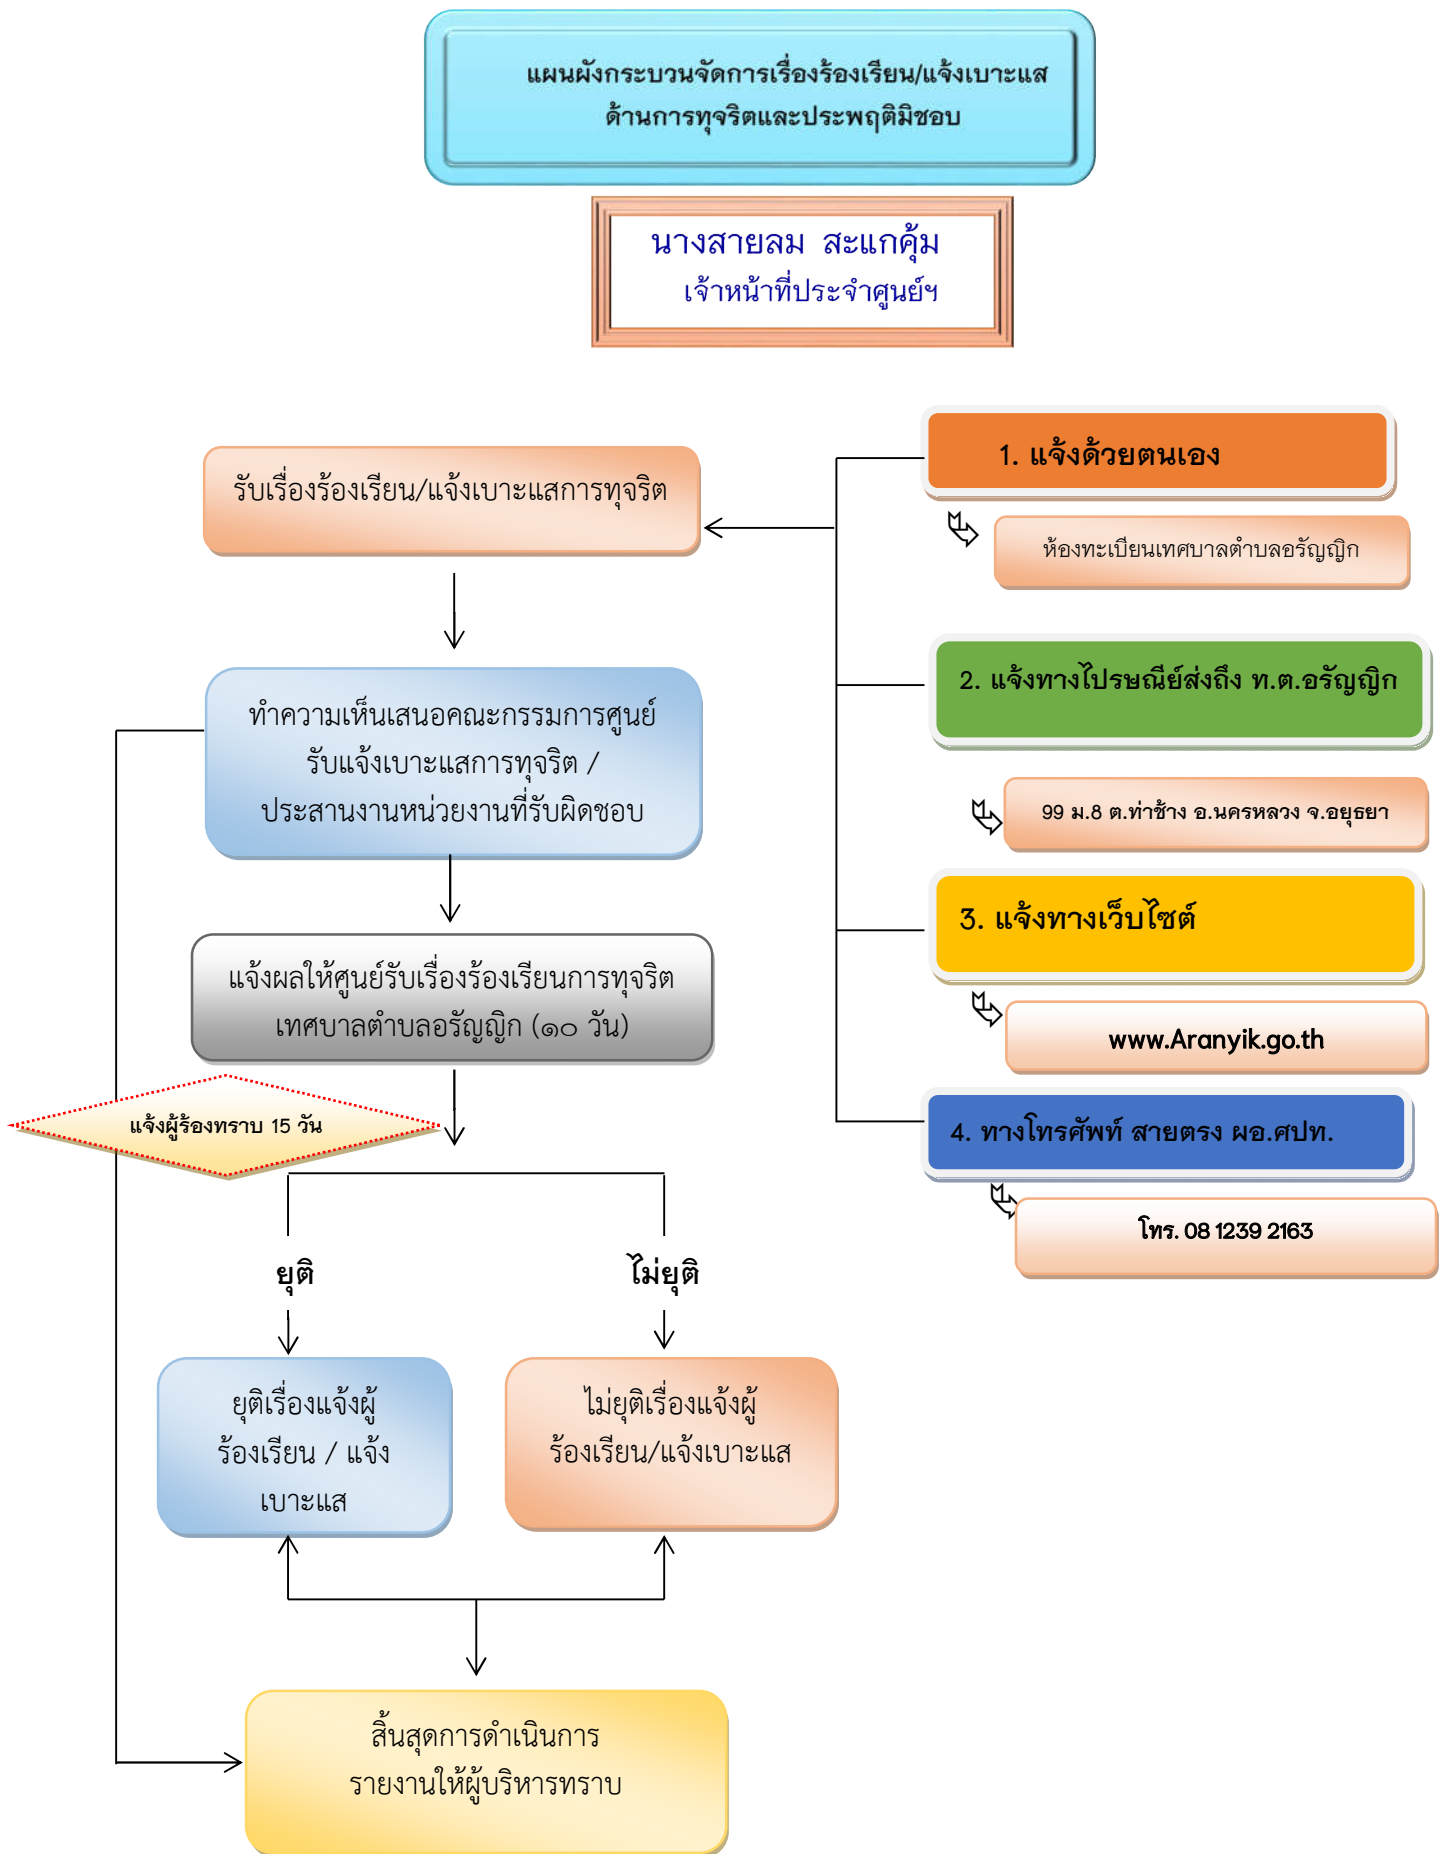 แผนผังกระบวนจัดการเรื่องร้องเรียน/แจ้งเบาะแส
ด้านการทุจริตและประพฤติมิชอบ
นางสายลม สะแกคุ้ม
เจ้าหน้าที่ประจำศูนย์ฯ
รับเรื่องร้องเรียน/แจ้งเบาะแสการทุจริต
1. แจ้งด้วยตนเอง
ห้องทะเบียนเทศบาลตำบลอรัญญิก
2. แจ้งทางไปรษณีย์ส่งถึง ท.ต.อรัญญิก
99 ม.8 ต.ท่าช้าง อ.นครหลวง จ.อยุธยา
3. แจ้งทางเว็บไซต์
www.Aranyik.go.th
4. ทางโทรศัพท์ สายตรง ผอ.ศปท.
โทร. 08 1239 2163
ทำความเห็นเสนอคณะกรรมการศูนย์
รับแจ้งเบาะแสการทุจริต /
ประสานงานหน่วยงานที่รับผิดชอบ
แจ้งผลให้ศูนย์รับเรื่องร้องเรียนการทุจริต
เทศบาลตำบลอรัญญิก (๑๐ วัน)
แจ้งผู้ร้องทราบ 15 วัน
ยุติ
ไม่ยุติ
ยุติเรื่องแจ้งผู้
ร้องเรียน / แจ้ง
เบาะแส
ไม่ยุติเรื่องแจ้งผู้
ร้องเรียน/แจ้งเบาะแส
สิ้นสุดการดำเนินการ
รายงานให้ผู้บริหารทราบ